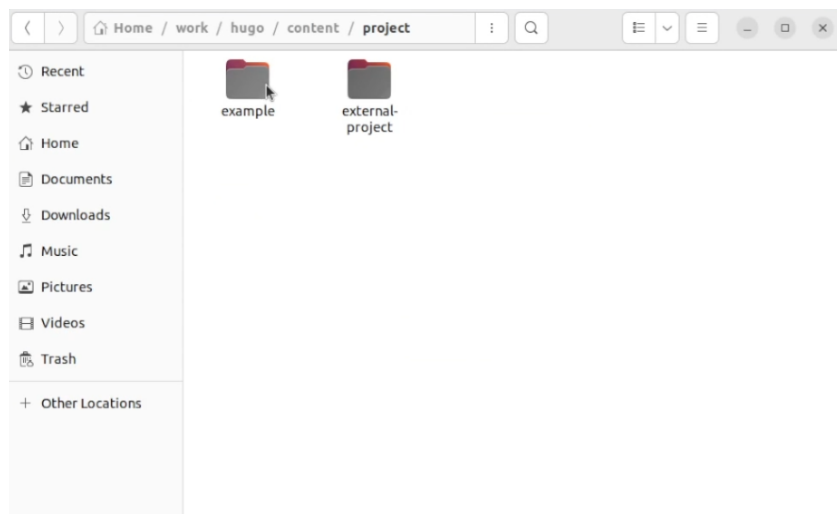 Home / work / hugo / content / project
Recent
Starred
Home
Documents
Downloads
Music
Pictures
Videos
Trash
+ Other Locations
example
external-
project